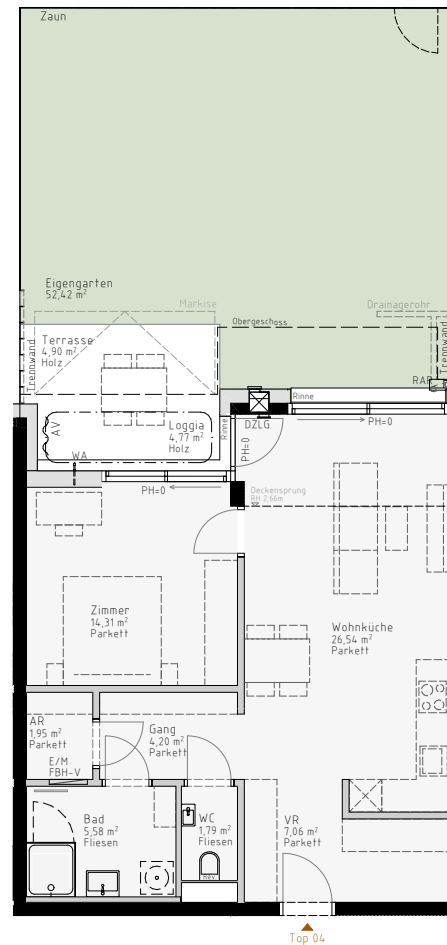 Zaun
Eigengarten
52,42 m²
Markise
Drainagerohr
Obergeschoss
Trennwand
Terrasse
4,90 m²
Holz
Trennwand
RAR
Rinne
AV
Loggia
4,77 m²
Holz
Rinne
DZLG
PH=0
PH=0
WA
PH=0
Deckensprung
RH 2,66m
Zimmer
14,31 m²
Parkett
Wohnküche
26,54 m²
Parkett
AR
1,95 m²
Parkett
Gang
4,20 m²
Parkett
E/M
FBH-V
Bad
5,58 m²
Fliesen
WC
1,79 m²
Fliesen
VR
7,06 m²
Parkett
Top 04